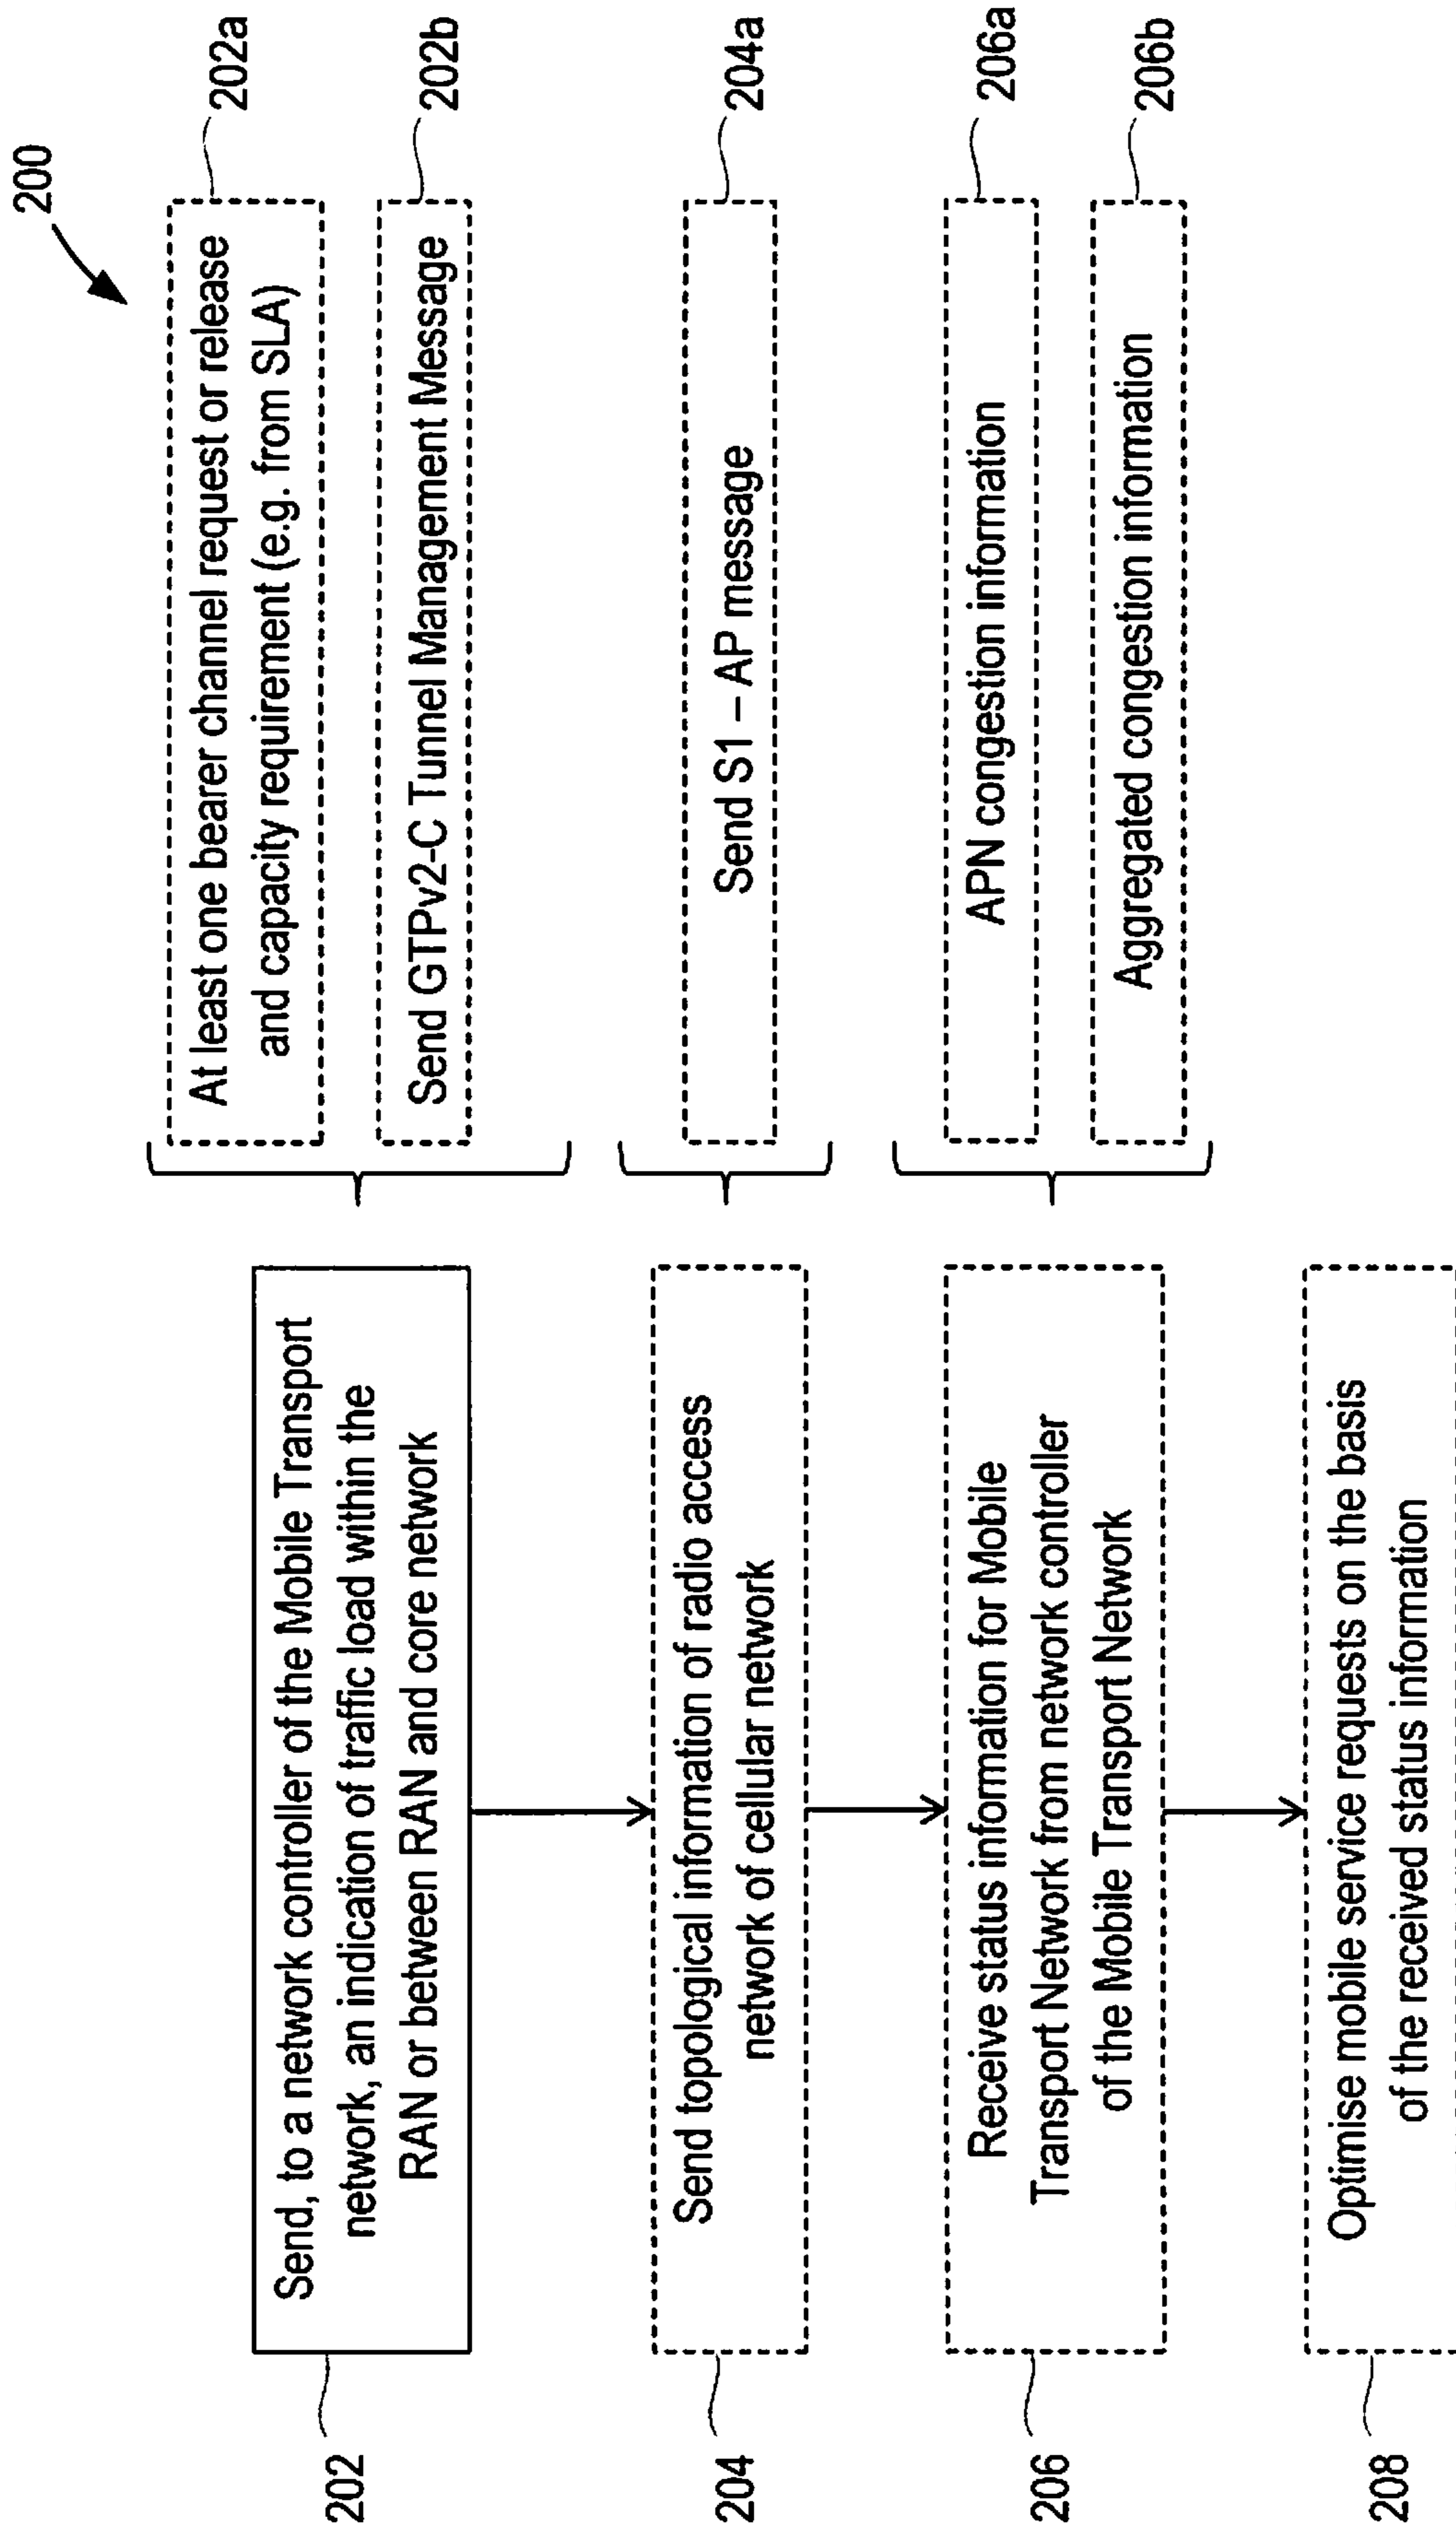 200
202
Send, to a network controller of the Mobile Transport
network, an indication of traffic load within the
RAN or between RAN and core network
At least one bearer channel request or release
and capacity requirement (e.g. from SLA)
202a
Send GTPv2-C Tunnel Management Message
202b
204
Send topological information of radio access
network of cellular network
Send S1 – AP message
204a
206
Receive status information for Mobile
Transport Network from network controller
of the Mobile Transport Network
APN congestion information
206a
Aggregated congestion information
206b
208
Optimise mobile service requests on the basis
of the received status information